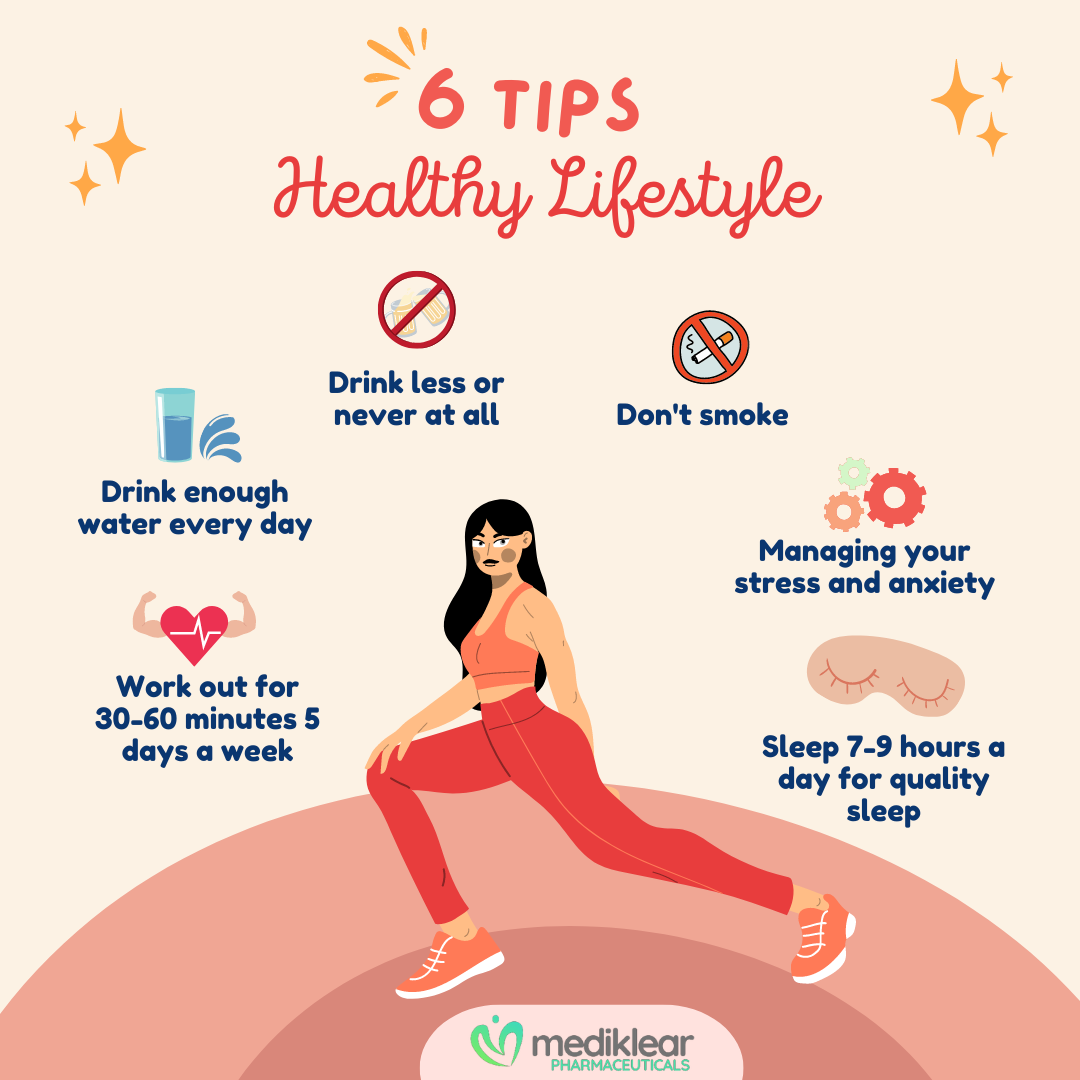 6 TIPS
Healthy Lifestyle
Drink less or
never at all
Don't smoke
Drink enough
water every day
Managing your
stress and anxiety
Work out for
30-60 minutes 5
days a week
Sleep 7-9 hours a
day for quality
sleep
mediklear
PHARMACEUTICALS